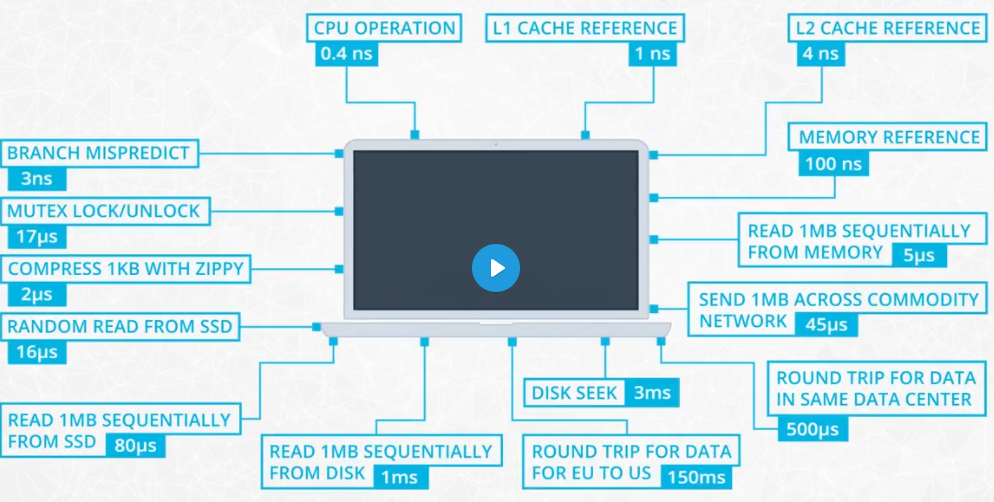 CPU OPERATION
0.4 ns
L1 CACHE REFERENCE
1 ns
L2 CACHE REFERENCE
4 ns
BRANCH MISPREDICT
3ns
MEMORY REFERENCE
100 ns
MUTEX LOCK/UNLOCK
17µs
READ 1MB SEQUENTIALLY
FROM MEMORY 5µs
COMPRESS 1KB WITH ZIPPY
2µs
SEND 1MB ACROSS COMMODITY
NETWORK 45µs
RANDOM READ FROM SSD
16µs
ROUND TRIP FOR DATA
IN SAME DATA CENTER
500µs
DISK SEEK 3ms
READ 1MB SEQUENTIALLY
FROM SSD 80µs
READ 1MB SEQUENTIALLY
FROM DISK 1ms
ROUND TRIP FOR DATA
FOR EU TO US 150ms